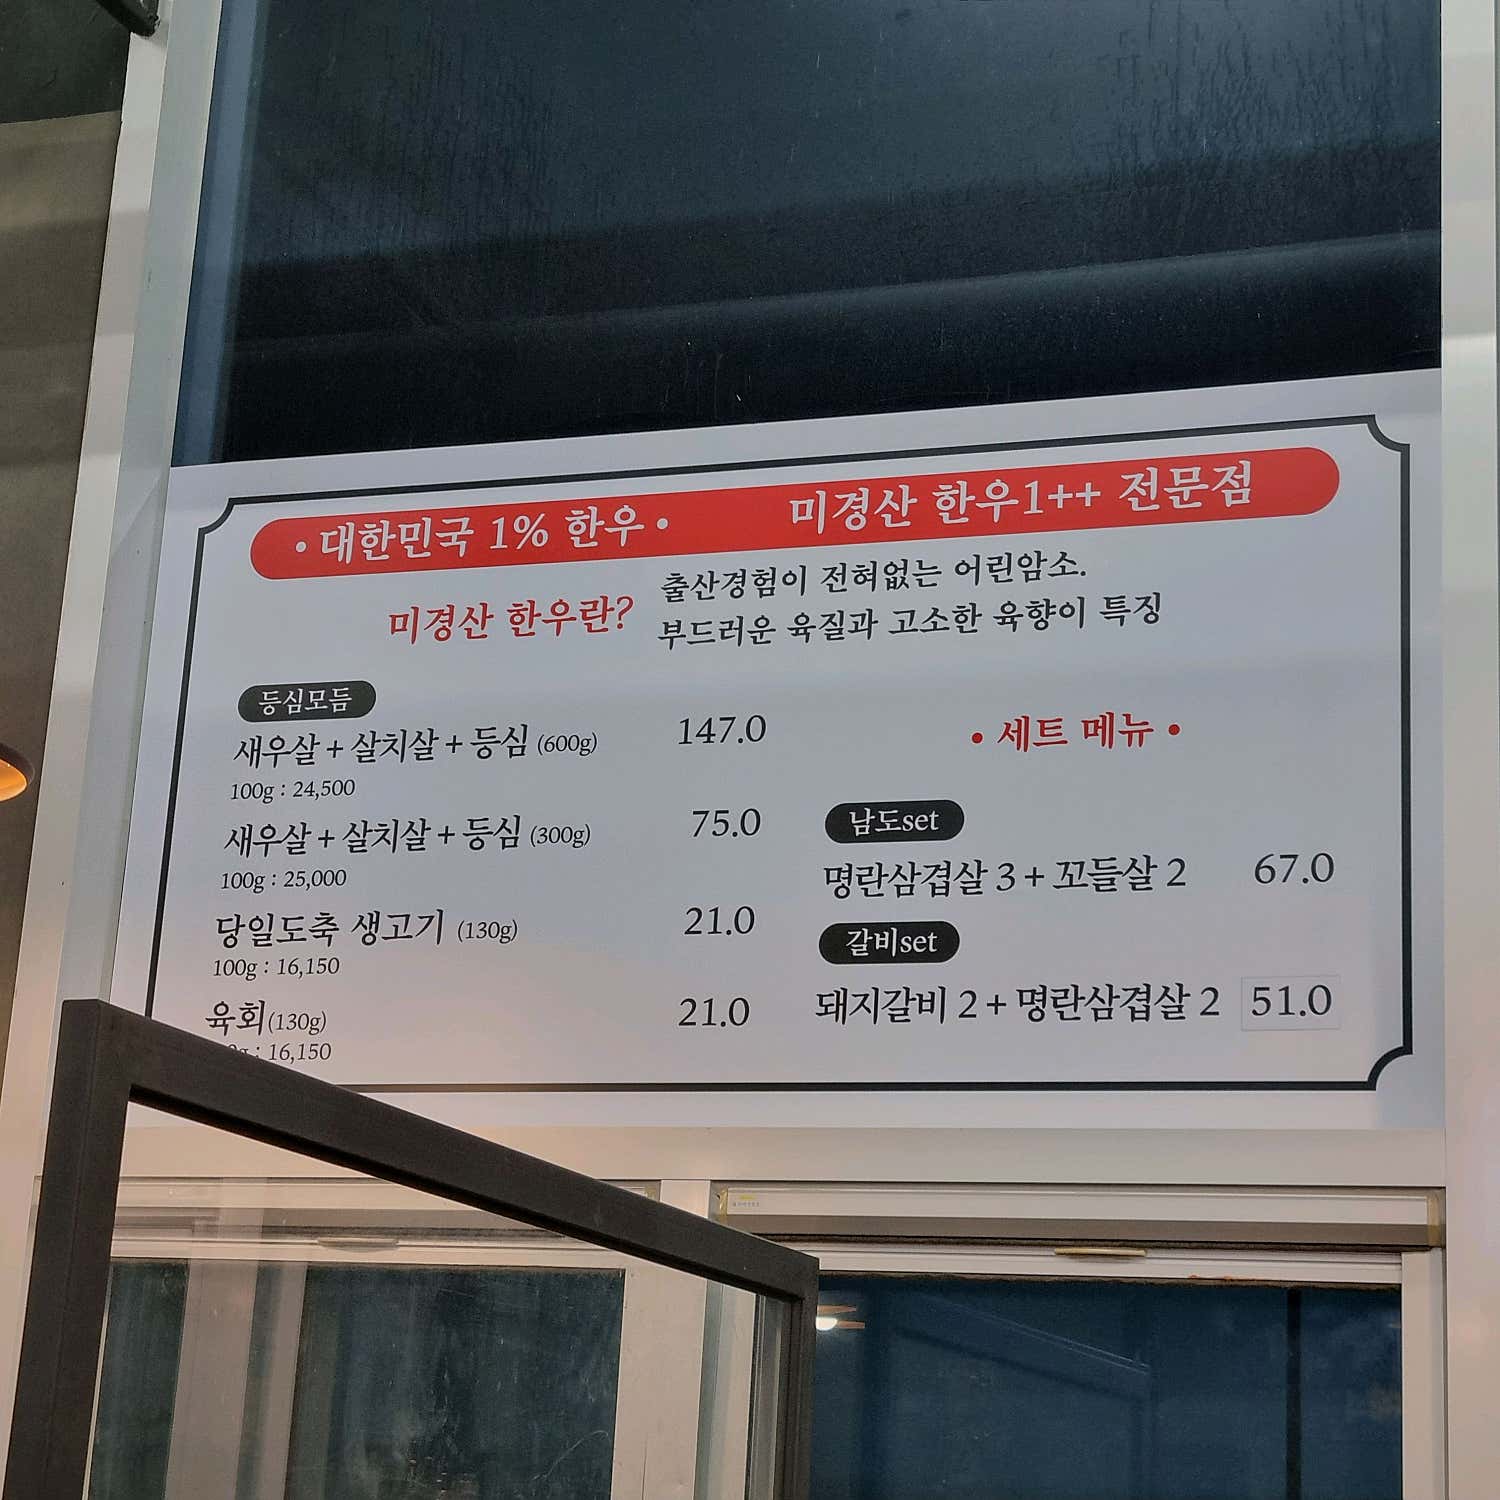 • 대한민국 1% 한우 • 미경산 한우1++ 전문점
미경산 한우란?
출산경험이 전혀없는 어린암소.
부드러운 육질과 고소한 육향이 특징
등심모듬
새우살 + 살치살 + 등심 (600g) 147.0
100g : 24,500
새우살 + 살치살 + 등심 (300g) 75.0
100g : 25,000
당일도축 생고기 (130g) 21.0
100g : 16,150
육회(130g) 21.0
0g : 16,150
• 세트 메뉴 •
남도set
명란삼겹살 3 + 꼬들살 2 67.0
갈비set
돼지갈비 2 + 명란삼겹살 2 51.0